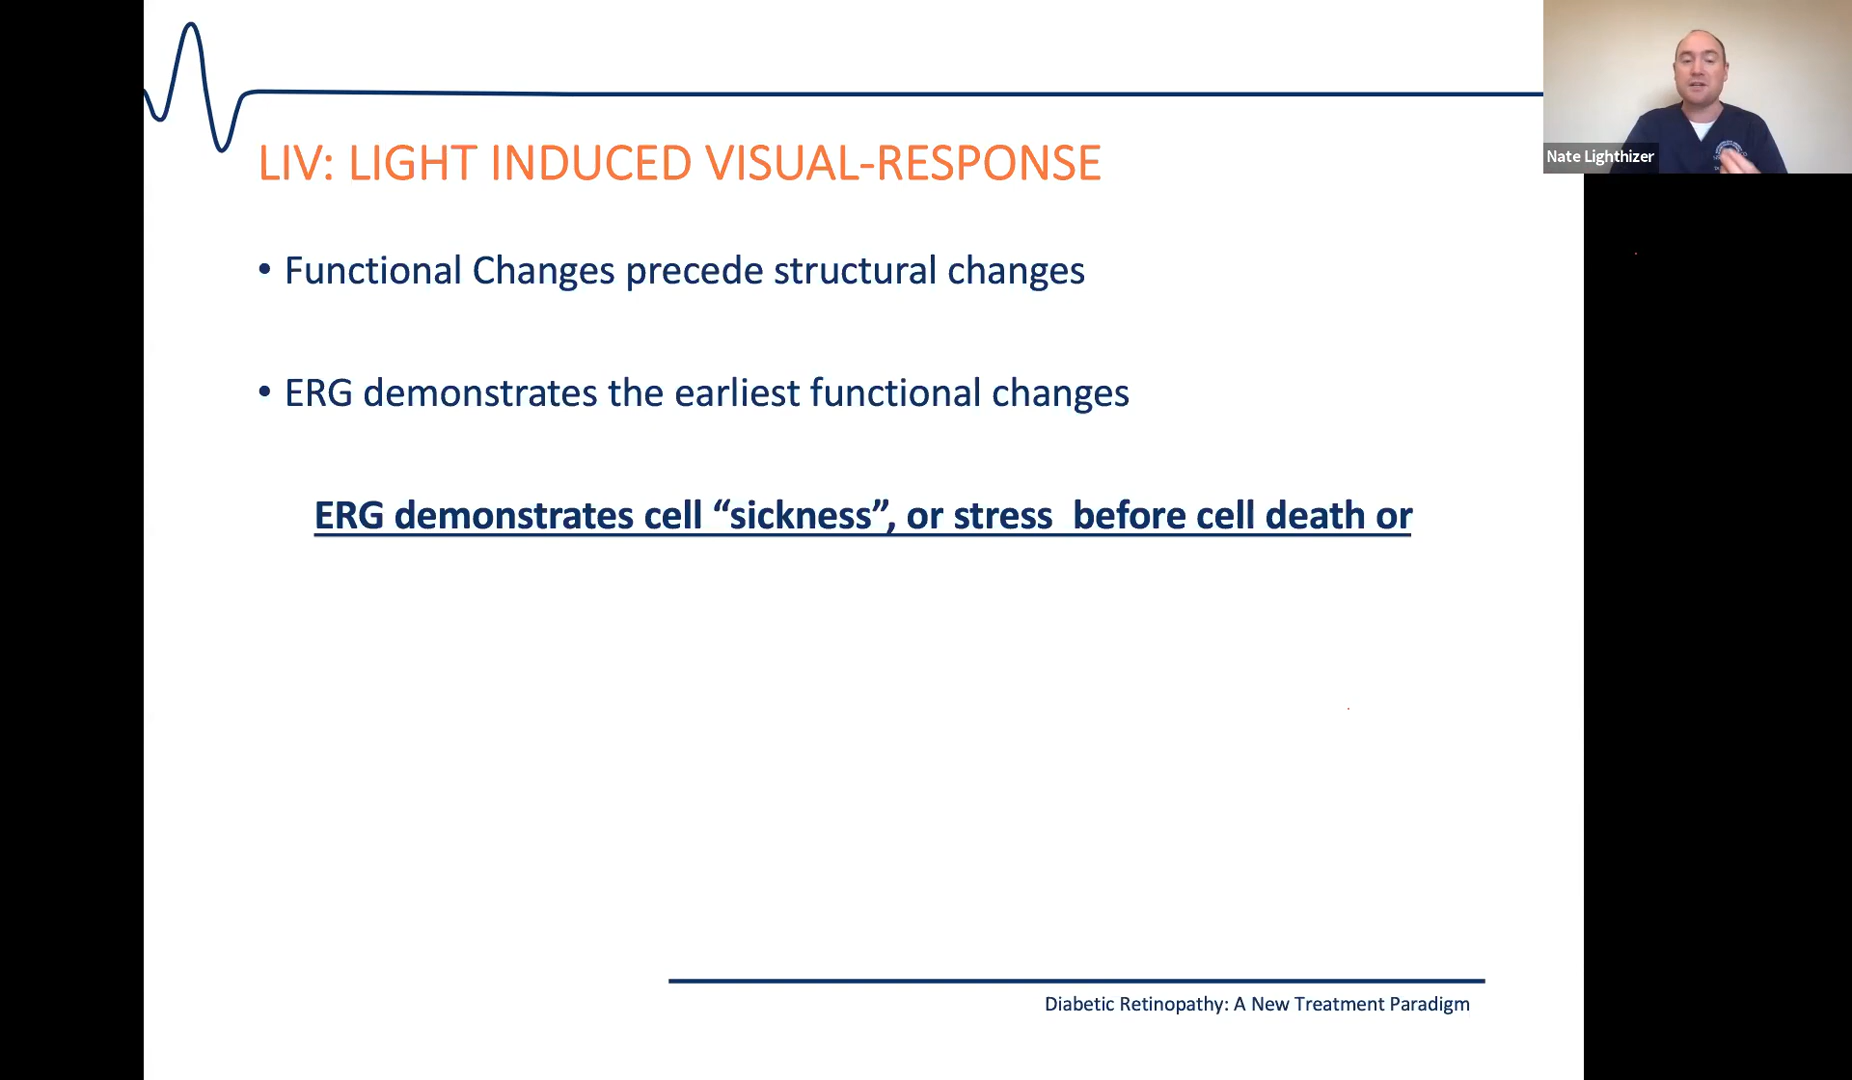 LIV: LIGHT INDUCED VISUAL-RESPONSE
• Functional Changes precede structural changes
• ERG demonstrates the earliest functional changes
ERG demonstrates cell “sickness”, or stress  before cell death or
Diabetic Retinopathy: A New Treatment Paradigm
Nate Lighthizer